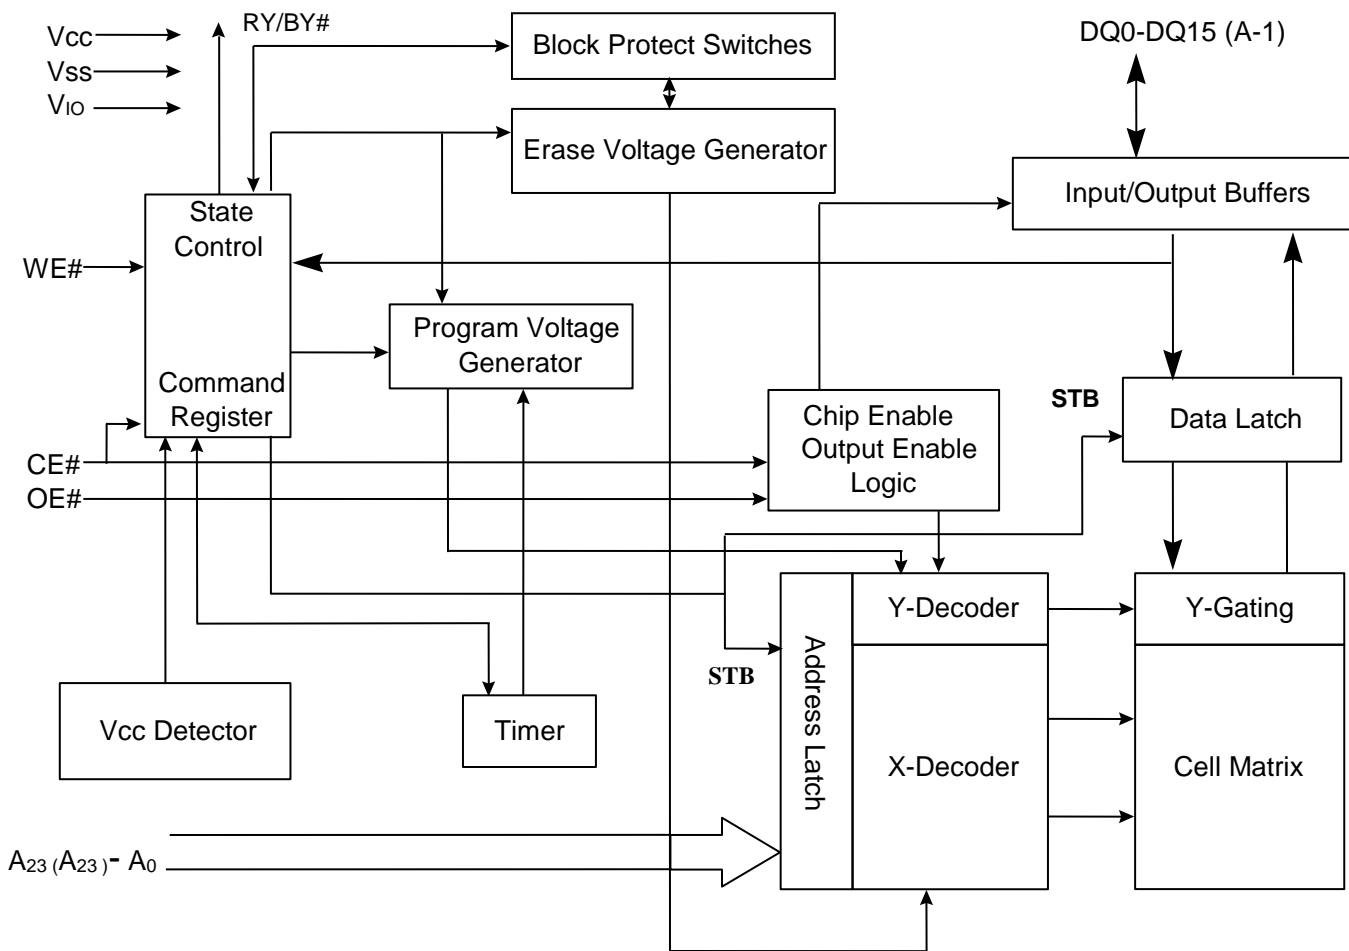 Vcc
Vss
VIO
RY/BY#
Block Protect Switches
DQ0-DQ15 (A-1)
Erase Voltage Generator
Input/Output Buffers
State
Control
WE#
Program Voltage
Generator
Command
Register
STB
Data Latch
Chip Enable
Output Enable
Logic
CE#
OE#
Y-Decoder
Y-Gating
Address Latch
STB
Vcc Detector
Timer
X-Decoder
Cell Matrix
A23 (A23 )- A0